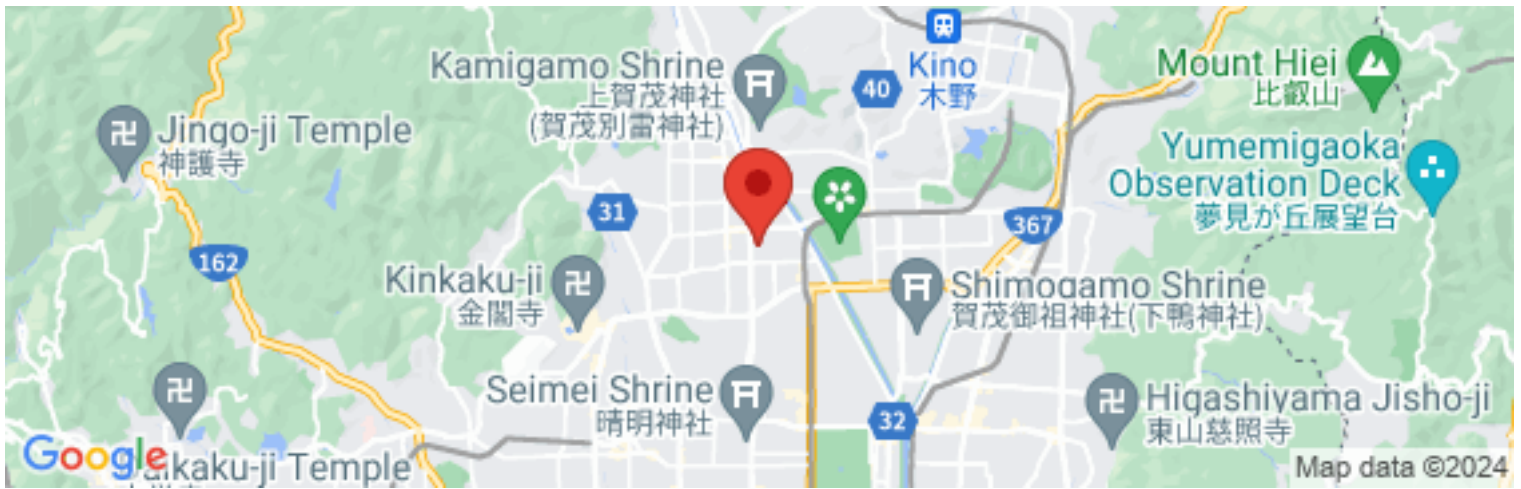 Kamigamo Shrine
上賀茂神社
(賀茂別雷神社)
Kino
木野
40
Mount Hiei
比叡山
Jingo-ji Temple
神護寺
Yumemigaoka
Observation Deck
夢見が丘展望台
31
367
162
Kinkaku-ji
金閣寺
Shimogamo Shrine
賀茂御祖神社(下鴨神社)
Seimei Shrine
晴明神社
32
Higashiyama Jisho-ji
東山慈照寺
Google
aikaku-ji Temple
Map data ©2024